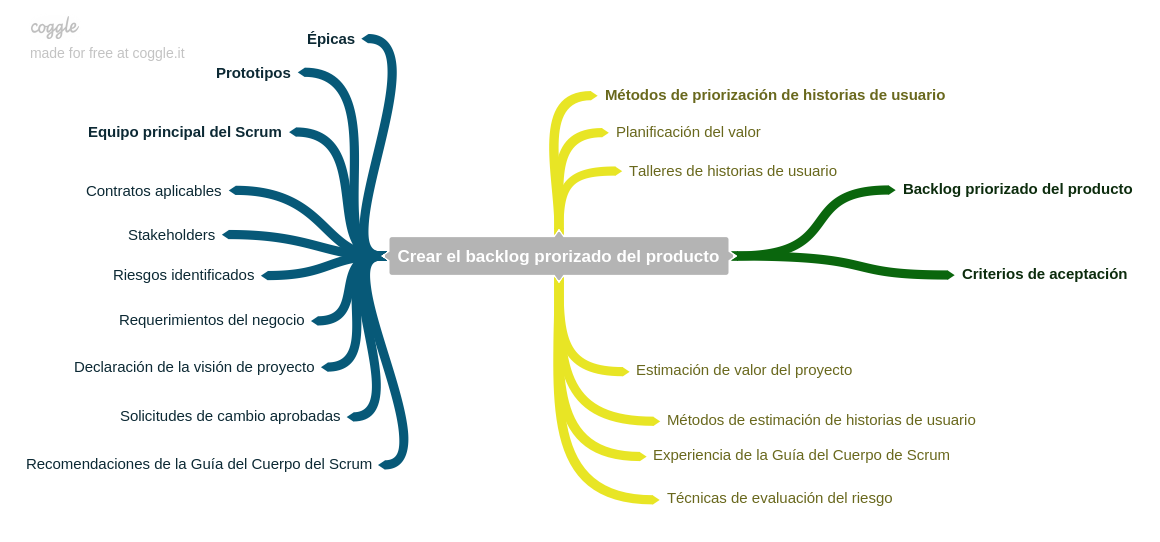 coggle
made for free at coggle.it
Épicas
Prototipos
Equipo principal del Scrum
Contratos aplicables
Stakeholders
Riesgos identificados
Requerimientos del negocio
Declaración de la visión de proyecto
Solicitudes de cambio aprobadas
Recomendaciones de la Guía del Cuerpo del Scrum
Crear el backlog prorizado del producto
Métodos de priorización de historias de usuario
Planificación del valor
Talleres de historias de usuario
Estimación de valor del proyecto
Métodos de estimación de historias de usuario
Experiencia de la Guía del Cuerpo de Scrum
Técnicas de evaluación del riesgo
Backlog priorizado del producto
Criterios de aceptación